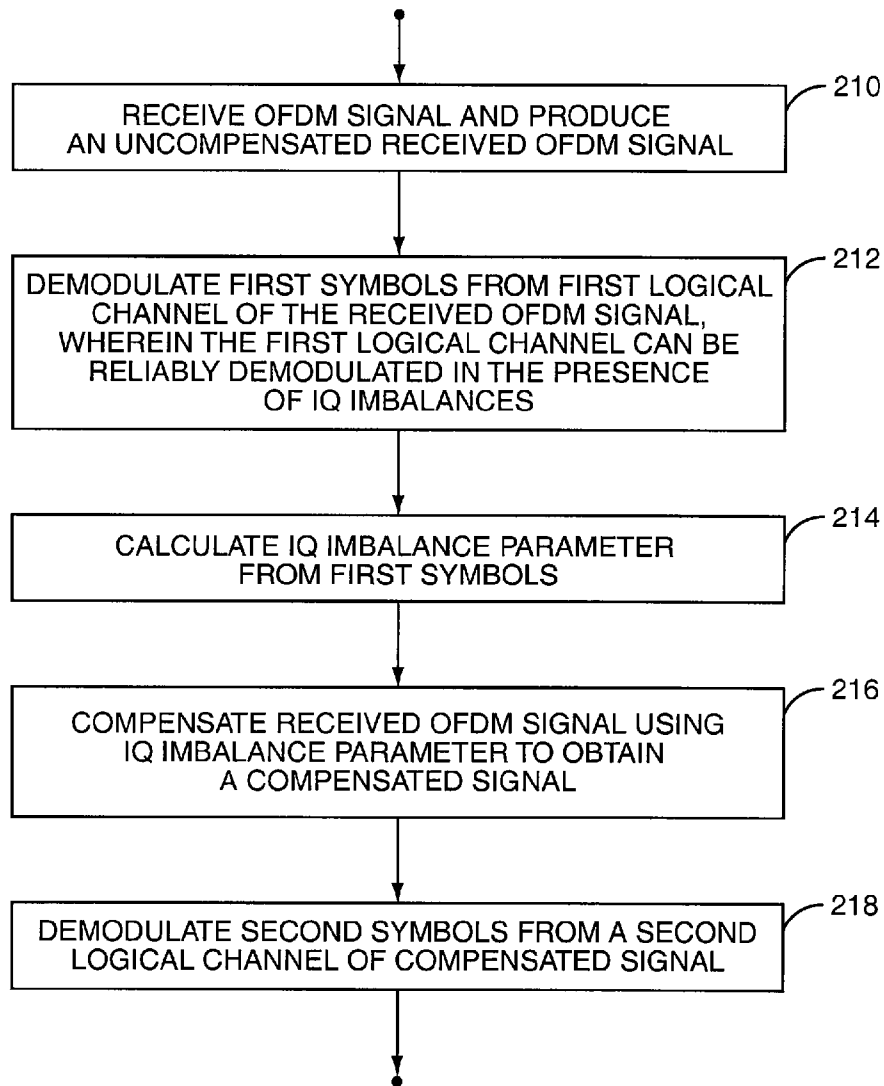 210
RECEIVE OFDM SIGNAL AND PRODUCE
AN UNCOMPENSATED RECEIVED OFDM SIGNAL
212
DEMODULATE FIRST SYMBOLS FROM FIRST LOGICAL
CHANNEL OF THE RECEIVED OFDM SIGNAL,
WHEREIN THE FIRST LOGICAL CHANNEL CAN BE
RELIABLY DEMODULATED IN THE PRESENCE
OF IQ IMBALANCES
214
CALCULATE IQ IMBALANCE PARAMETER
FROM FIRST SYMBOLS
216
COMPENSATE RECEIVED OFDM SIGNAL USING
IQ IMBALANCE PARAMETER TO OBTAIN
A COMPENSATED SIGNAL
218
DEMODULATE SECOND SYMBOLS FROM A SECOND
LOGICAL CHANNEL OF COMPENSATED SIGNAL